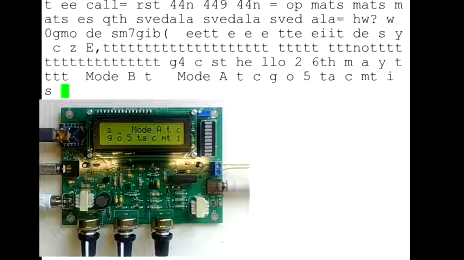 t ee call= rst 44n 449 44n = op mats mats m
ats es qth svedala svedala sved ala= hw? w
0gmo de sm7gib( eett e e e tte eiit de s y
c z E,tttttttttttttttttttt ttttt tttnotttt
tttttttttttttttt g4 c st he llo 2 6th m a y t
ttt Mode B t Mode A t c g o 5 ta c mt i
s
s _ Mode A t c
g o 5 ta c mt i